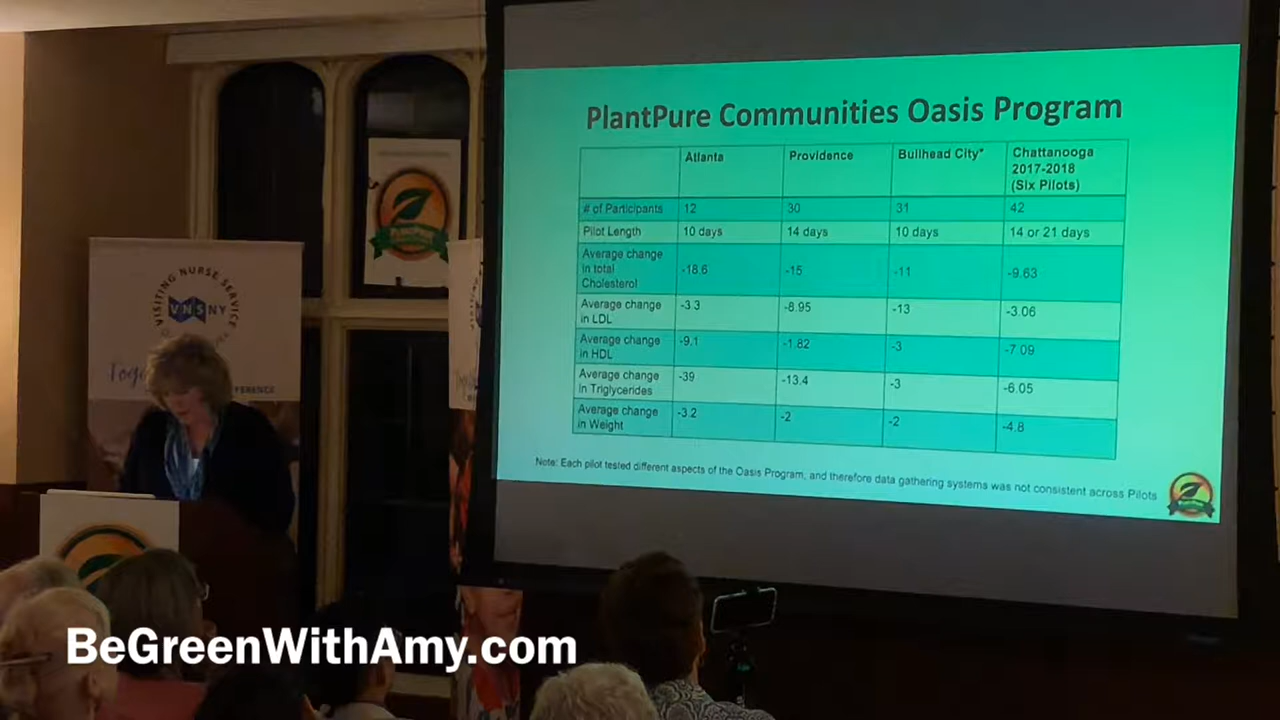 PlantPure Communities Oasis Program
Atlanta Providence Bullhead City* Chattanooga
2017-2018
(Six Pilots)
# of Participants 12 30 31 42
Pilot Length 10 days 14 days 10 days 14 or 21 days
Average change
in total
Cholesterol -18.6 -15 -11 -9.63
Average change
in LDL -3.3 -8.95 -13 -3.06
Average change
in HDL -9.1 -1.82 -3 -7.09
Average change
in Triglycerides -39 -13.4 -3 -6.05
Average change
in Weight -3.2 -2 -2 -4.8
Note: Each pilot tested different aspects of the Oasis Program, and therefore data gathering systems was not consistent across Pilots
VISITING NURSE SERVICE
VNSNY
BeGreenWithAmy.com